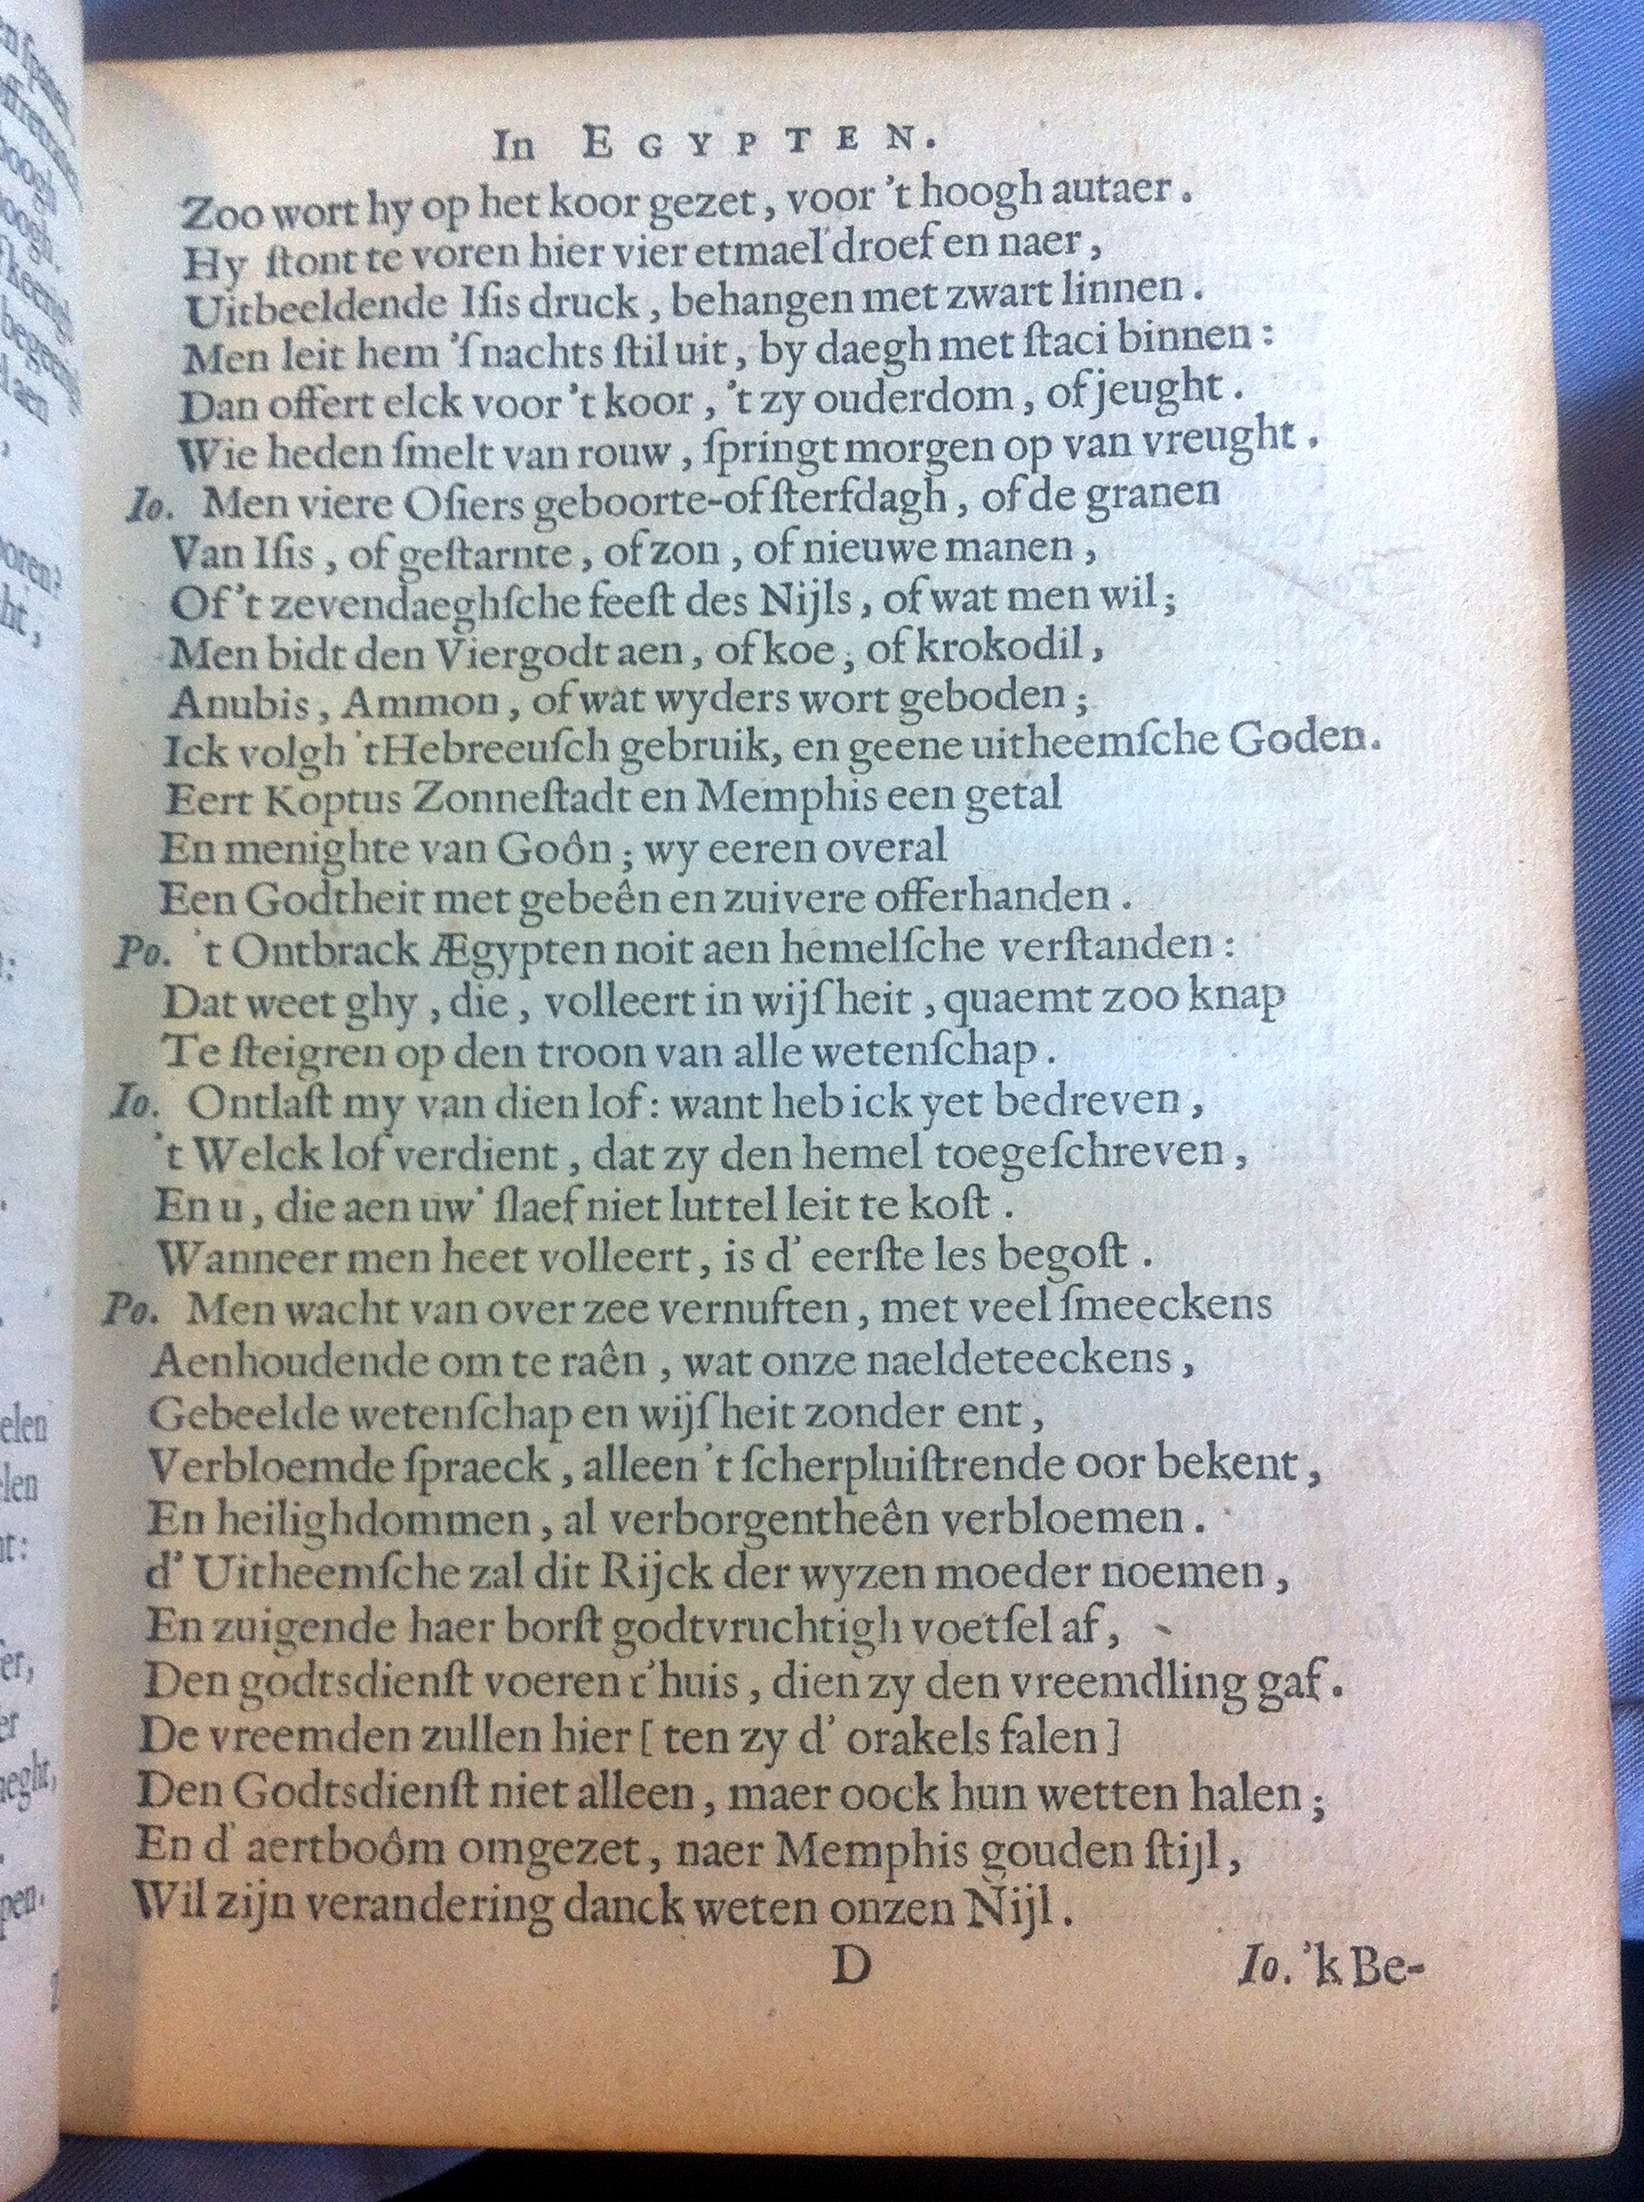 In EGYPTEN.
Zoo wort hy op het koor gezet, voor 't hoogh autaer.
Hy ſtont te voren hier vier etmael droef en naer,
Uitbeeldende Iſis druck, behangen met zwart linnen.
Men leit hem 'ſnachts ſtil uit, by daegh met ſtaci binnen:
Dan offert elck voor 't koor, 't zy ouderdom, of jeught.
Wie heden ſmelt van rouw, ſpringt morgen op van vreught.
Io. Men viere Oſiers geboorte-of ſterfdagh, of de granen
Van Iſis, of geſtarnte, of zon, of nieuwe manen,
Of 't zevendaeghſche feeſt des Nijls, of wat men wil;
Men bidt den Viergodt aen, of koe, of krokodil,
Anubis, Ammon, of wat wyders wort geboden;
Ick volgh 't Hebreeuſch gebruik, en geene uitheemſche Goden.
Eert Koptus Zonneſtadt en Memphis een getal
En menighte van Goôn; wy eeren overal
Een Godtheit met gebeên en zuivere offerhanden.
Po. 't Ontbrack Ægypten noit aen hemelſche verſtanden:
Dat weet ghy, die, volleert in wijſheit, quaemt zoo knap
Te ſteigren op den troon van alle wetenſchap.
Io. Ontlaſt my van dien lof: want heb ick yet bedreven,
't Welck lof verdient, dat zy den hemel toegeſchreven,
En u, die aen uw' ſlaef niet luttel leit te koſt.
Wanneer men heet volleert, is d' eerſte les begoſt.
Po. Men wacht van over zee vernuften, met veel ſmeeckens
Aenhoudende om te raên, wat onze naeldeteeckens,
Gebeelde wetenſchap en wijſheit zonder ent,
Verbloemde ſpraeck, alleen 't ſcherpluiſtrende oor bekent,
En heilighdommen, al verborgentheên verbloemen.
d' Uitheemſche zal dit Rijck der wyzen moeder noemen,
En zuigende haer borſt godtvruchtigh voetſel af,
Den godtsdienſt voeren t'huis, dien zy den vreemdling gaf.
De vreemden zullen hier [ ten zy d' orakels falen ]
Den Godtsdienſt niet alleen, maer oock hun wetten halen;
En d' aertboôm omgezet, naer Memphis gouden ſtijl,
Wil zijn verandering danck weten onzen Nijl.
D
Io. 'k Be-